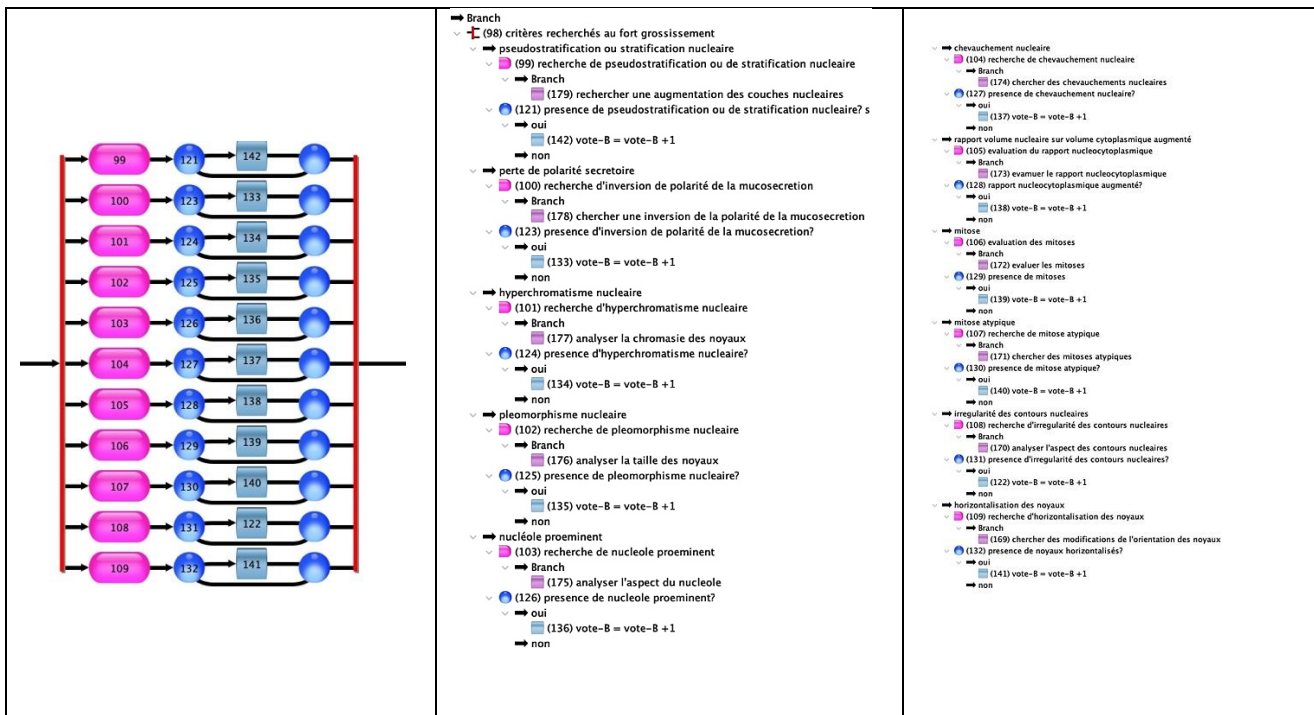 99 121 142
100 123 133
101 124 134
102 125 135
103 126 136
104 127 137
105 128 138
106 129 139
107 130 140
108 131 122
109 132 141
Branch
(98) critères recherchés au fort grossissement
pseudostratification ou stratification nucleaire
(99) recherche de pseudostratification ou de stratification nucleaire
Branch
(179) rechercher une augmentation des couches nucleaires
(121) presence de pseudostratification ou de stratification nucleaire? s
oui
(142) vote-B = vote-B +1
non
perte de polarité secretoire
(100) recherche d'inversion de polarité de la mucosecretion
Branch
(178) chercher une inversion de la polarité de la mucosecretion
(123) presence d'inversion de polarité de la mucosecretion?
oui
(133) vote-B = vote-B +1
non
hyperchromatisme nucleaire
(101) recherche d'hyperchromatisme nucleaire
Branch
(177) analyser la chromasie des noyaux
(124) presence d'hyperchromatisme nucleaire?
oui
(134) vote-B = vote-B +1
non
pleomorphisme nucleaire
(102) recherche de pleomorphisme nucleaire
Branch
(176) analyser la taille des noyaux
(125) presence de pleomorphisme nucleaire?
oui
(135) vote-B = vote-B +1
non
nucléole proeminent
(103) recherche de nucleole proeminent
Branch
(175) analyser l'aspect du nucleole
(126) presence de nucleole proeminent?
oui
(136) vote-B = vote-B +1
non
chevauchement nucleaire
(104) recherche de chevauchement nucleaire
Branch
(174) chercher des chevauchements nucleaires
(127) presence de chevauchement nucleaire?
oui
(137) vote-B = vote-B +1
non
rapport volume nucleaire sur volume cytoplasmique augmenté
(105) evaluation du rapport nucleocytoplasmique
Branch
(173) evamuer le rapport nucleocytoplasmique
(128) rapport nucleocytoplasmique augmenté?
oui
(138) vote-B = vote-B +1
non
mitose
(106) evaluation des mitoses
Branch
(172) evaluer les mitoses
(129) presence de mitoses
oui
(139) vote-B = vote-B +1
non
mitose atypique
(107) recherche de mitose atypique
Branch
(171) chercher des mitoses atypiques
(130) presence de mitose atypique?
oui
(140) vote-B = vote-B +1
non
irregularité des contours nucleaires
(108) recherche d'irregularité des contours nucleaires
Branch
(170) analyser l'aspect des contours nucleaires
(131) presence d'irregularité des contours nucleaires?
oui
(122) vote-B = vote-B +1
non
horizontalisation des noyaux
(109) recherche d'horizontalisation des noyaux
Branch
(169) chercher des modifications de l'orientation des noyaux
(132) presence de noyaux horizontalisés?
oui
(141) vote-B = vote-B +1
non